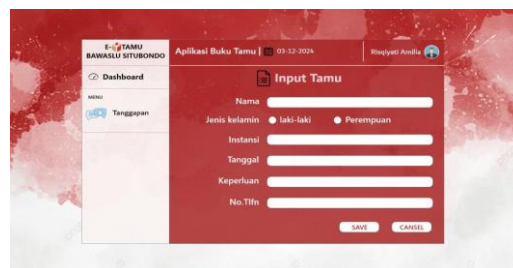 E-TAMU
BAWASLU SITUBONDO
Aplikasi Buku Tamu | 03-12-2024
Risqiyati Amilia
Dashboard
MENU
Tanggapan
Input Tamu
Nama
Jenis kelamin laki-laki Perempuan
Instansi
Tanggal
Keperluan
No.Tlfn
SAVE CANSEL